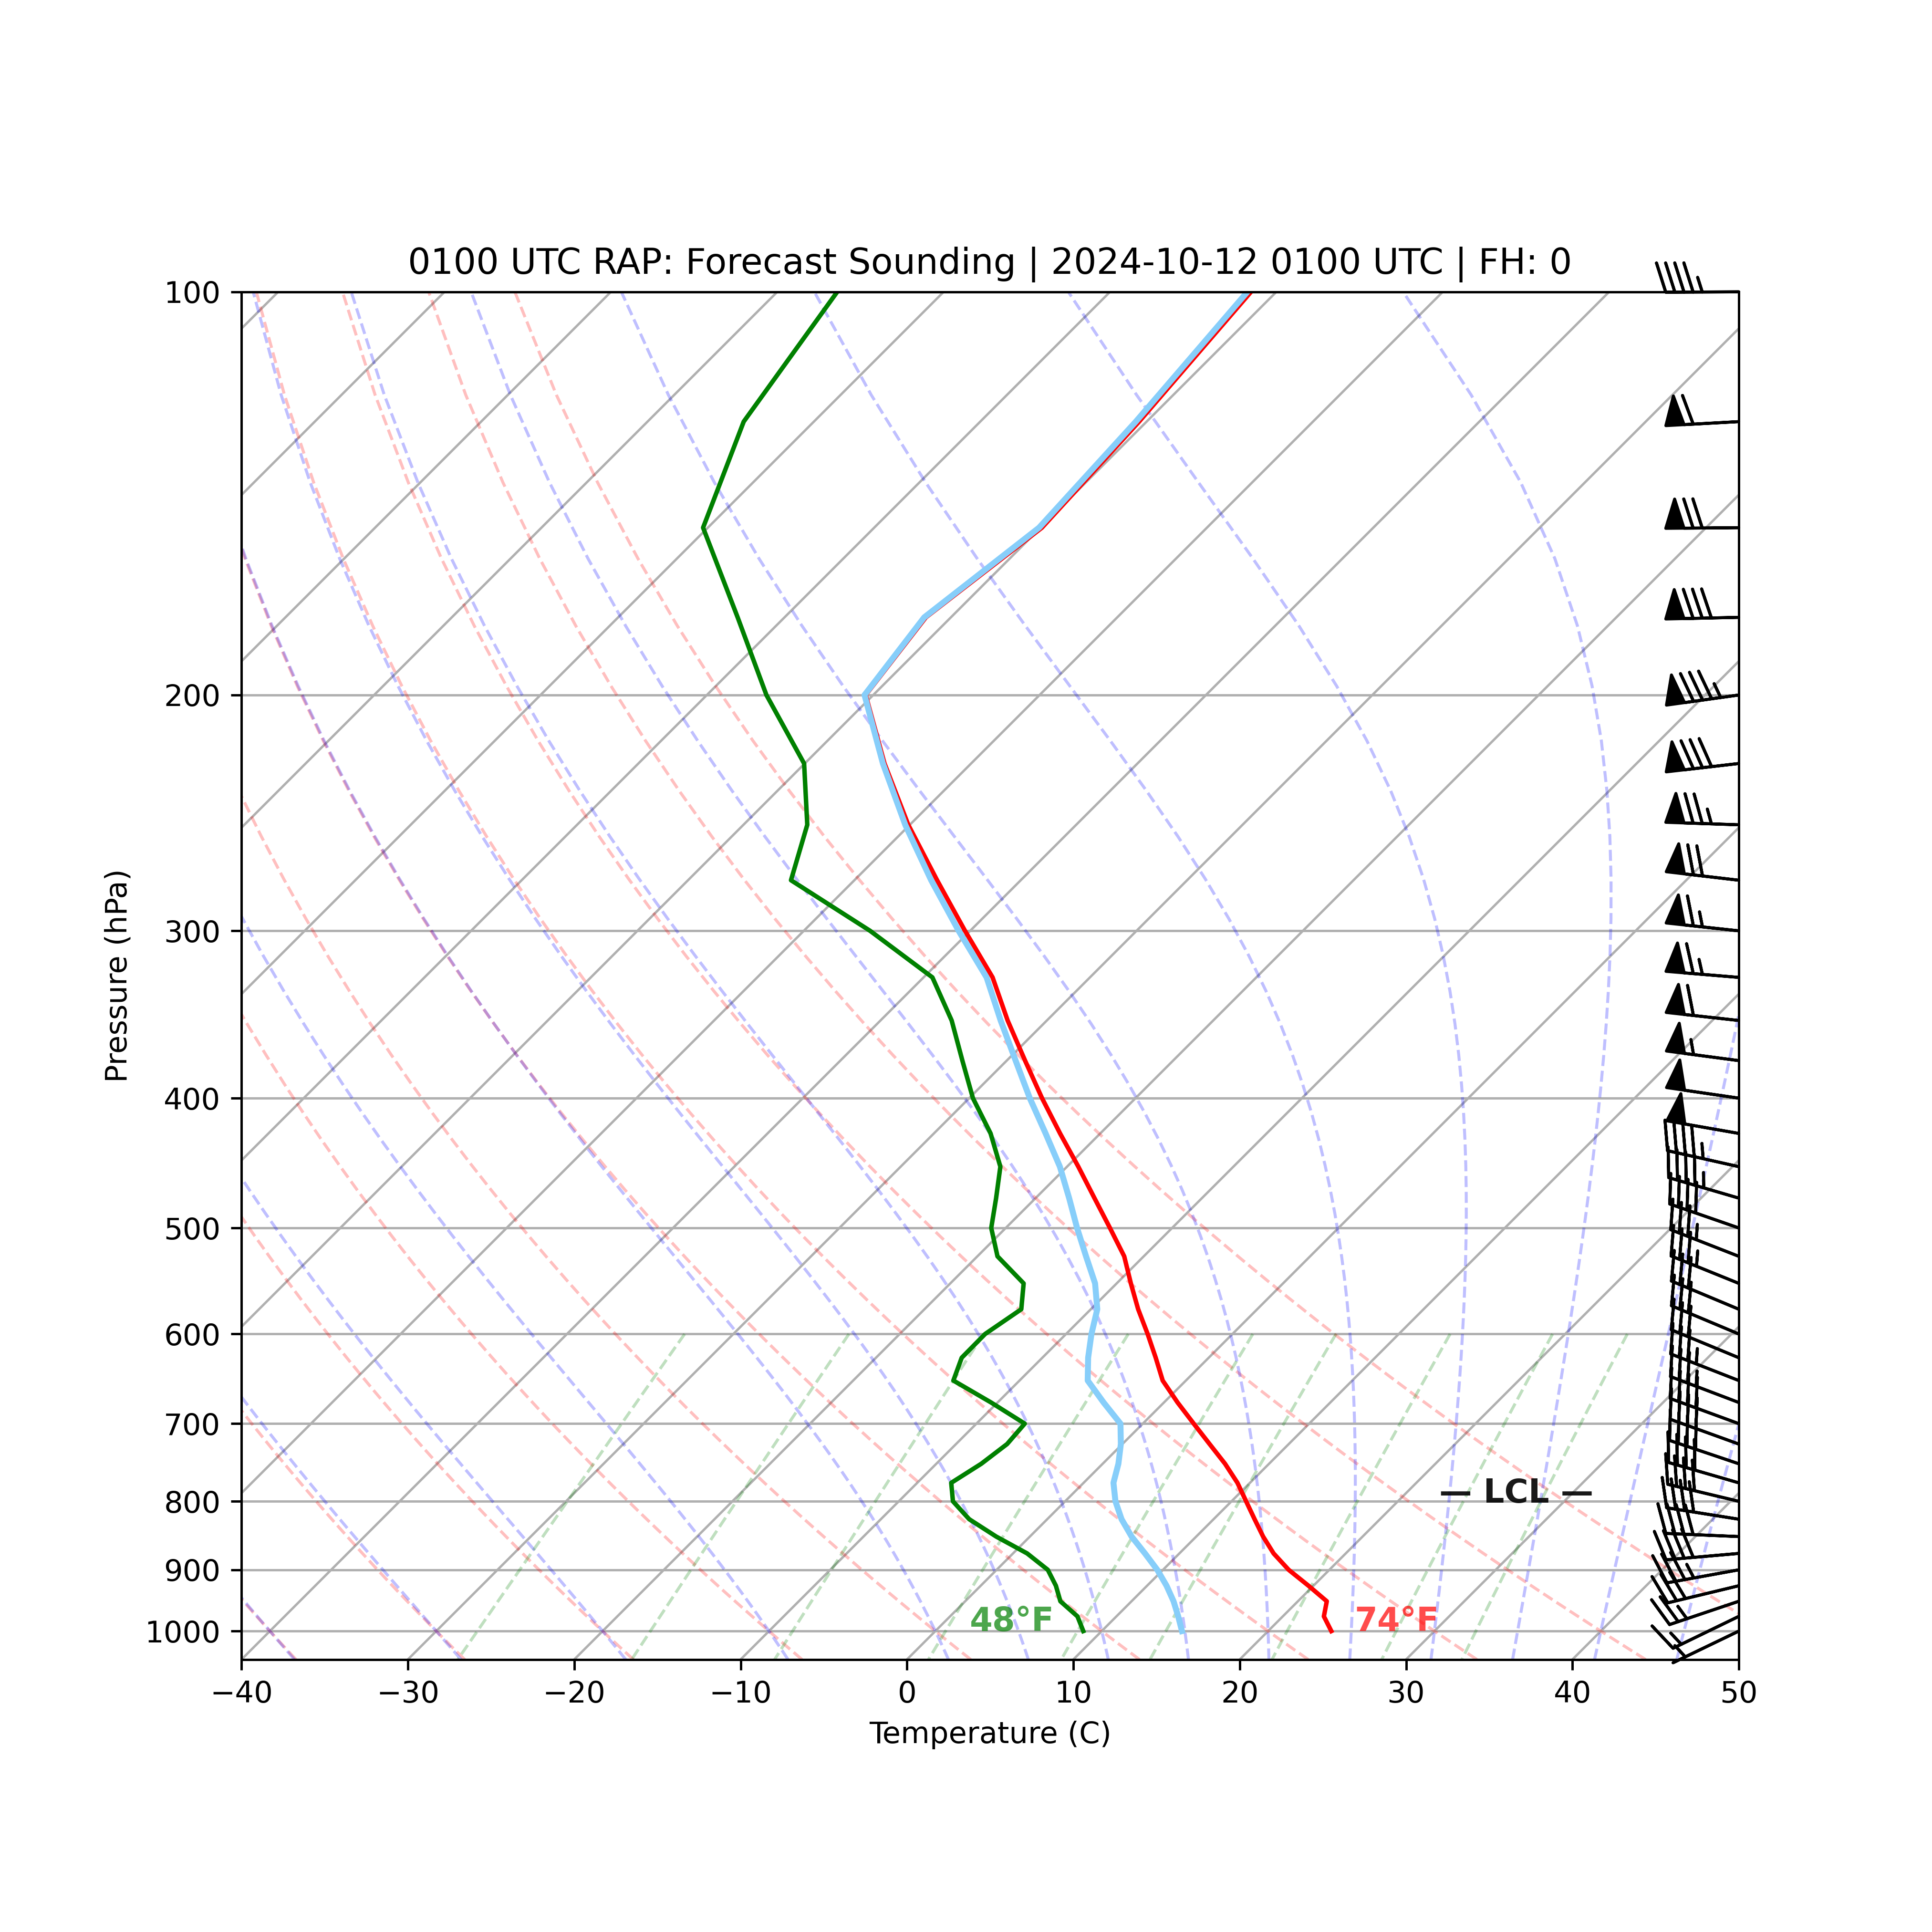 0100 UTC RAP: Forecast Sounding | 2024-10-12 0100 UTC | FH: 0
100
200
300
400
500
600
700
800
900
1000
Pressure (hPa)
— LCL —
48°F
74°F
−40 −30 −20 −10 0 10 20 30 40 50
Temperature (C)